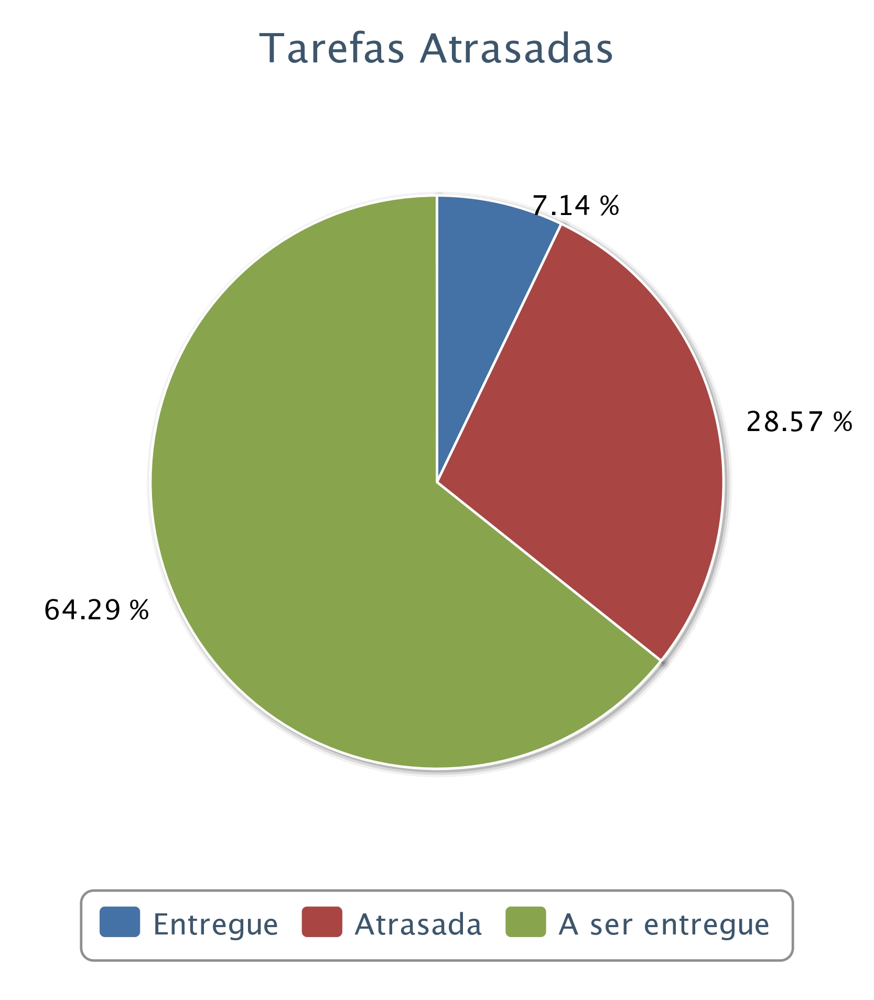 Tarefas Atrasadas
7.14 %
28.57 %
64.29 %
Entregue Atrasada A ser entregue